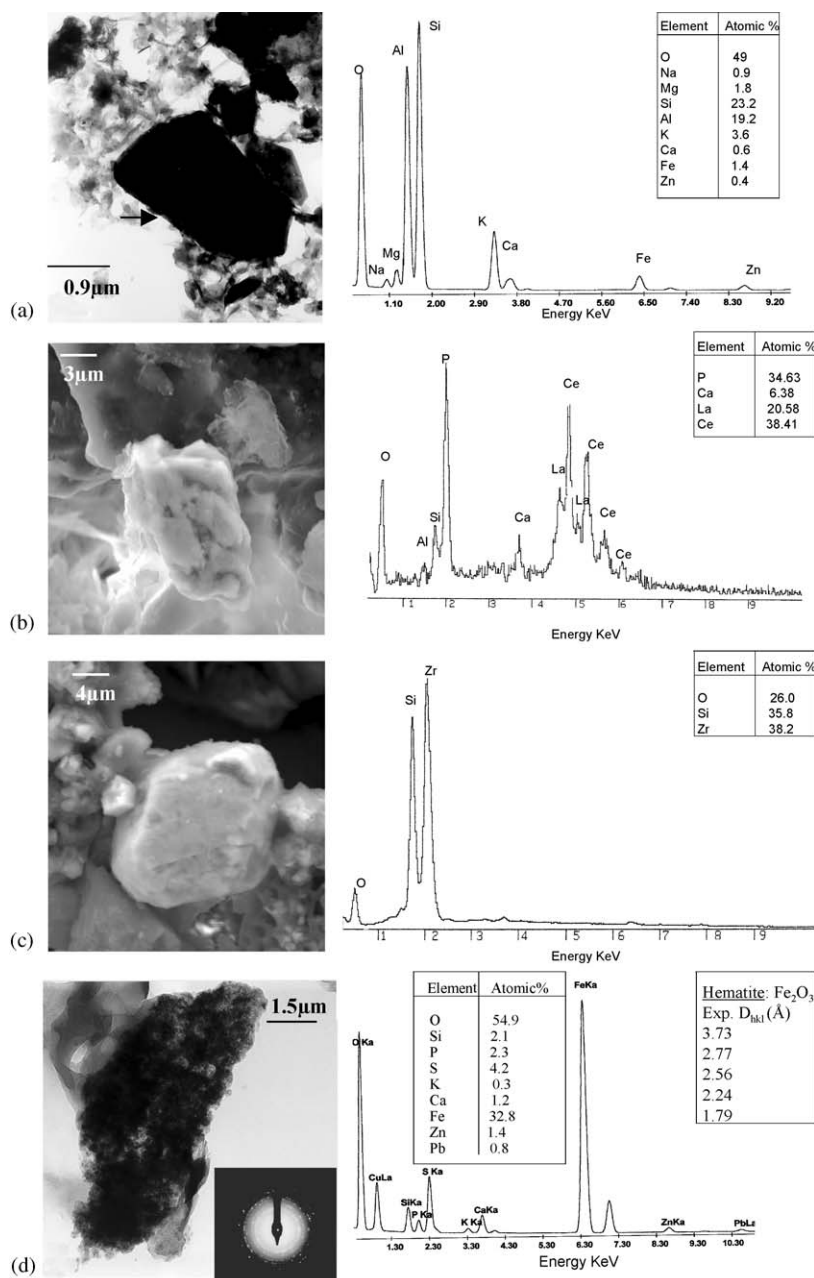 Element Atomic %
O 49
Na 0.9
Mg 1.8
Si 23.2
Al 19.2
K 3.6
Ca 0.6
Fe 1.4
Zn 0.4
O
Na
Mg
Al
Si
K
Ca
Fe
Zn
1.10 2.00 2.90 3.80 4.70 5.60 6.50 7.40 8.30 9.20
Energy KeV
0.9µm
(a)
3µm
Element Atomic %
P 34.63
Ca 6.38
La 20.58
Ce 38.41
O
Al
Si
P
Ca
La
Ce
La
Ce
Ce
Ce
1 2 3 4 5 6 8 9
Energy KeV
(b)
4µm
Element Atomic %
O 26.0
Si 35.8
Zr 38.2
O
Si
Zr
1 2 3 4 5 6 7 8 9
Energy KeV
(c)
1.5µm
Element Atomic%
O 54.9
Si 2.1
P 2.3
S 4.2
K 0.3
Ca 1.2
Fe 32.8
Zn 1.4
Pb 0.8
Hematite: Fe2O3
Exp. Dhkl (Å)
3.73
2.77
2.56
2.24
1.79
O Ka
CuLa
SiKa
P Ka
S Ka
K Ka
CaKa
FeKa
ZnKa
PbLa
1.30 2.30 3.30 4.30 5.30 6.30 7.30 8.30 9.30 10.30
Energy KeV
(d)